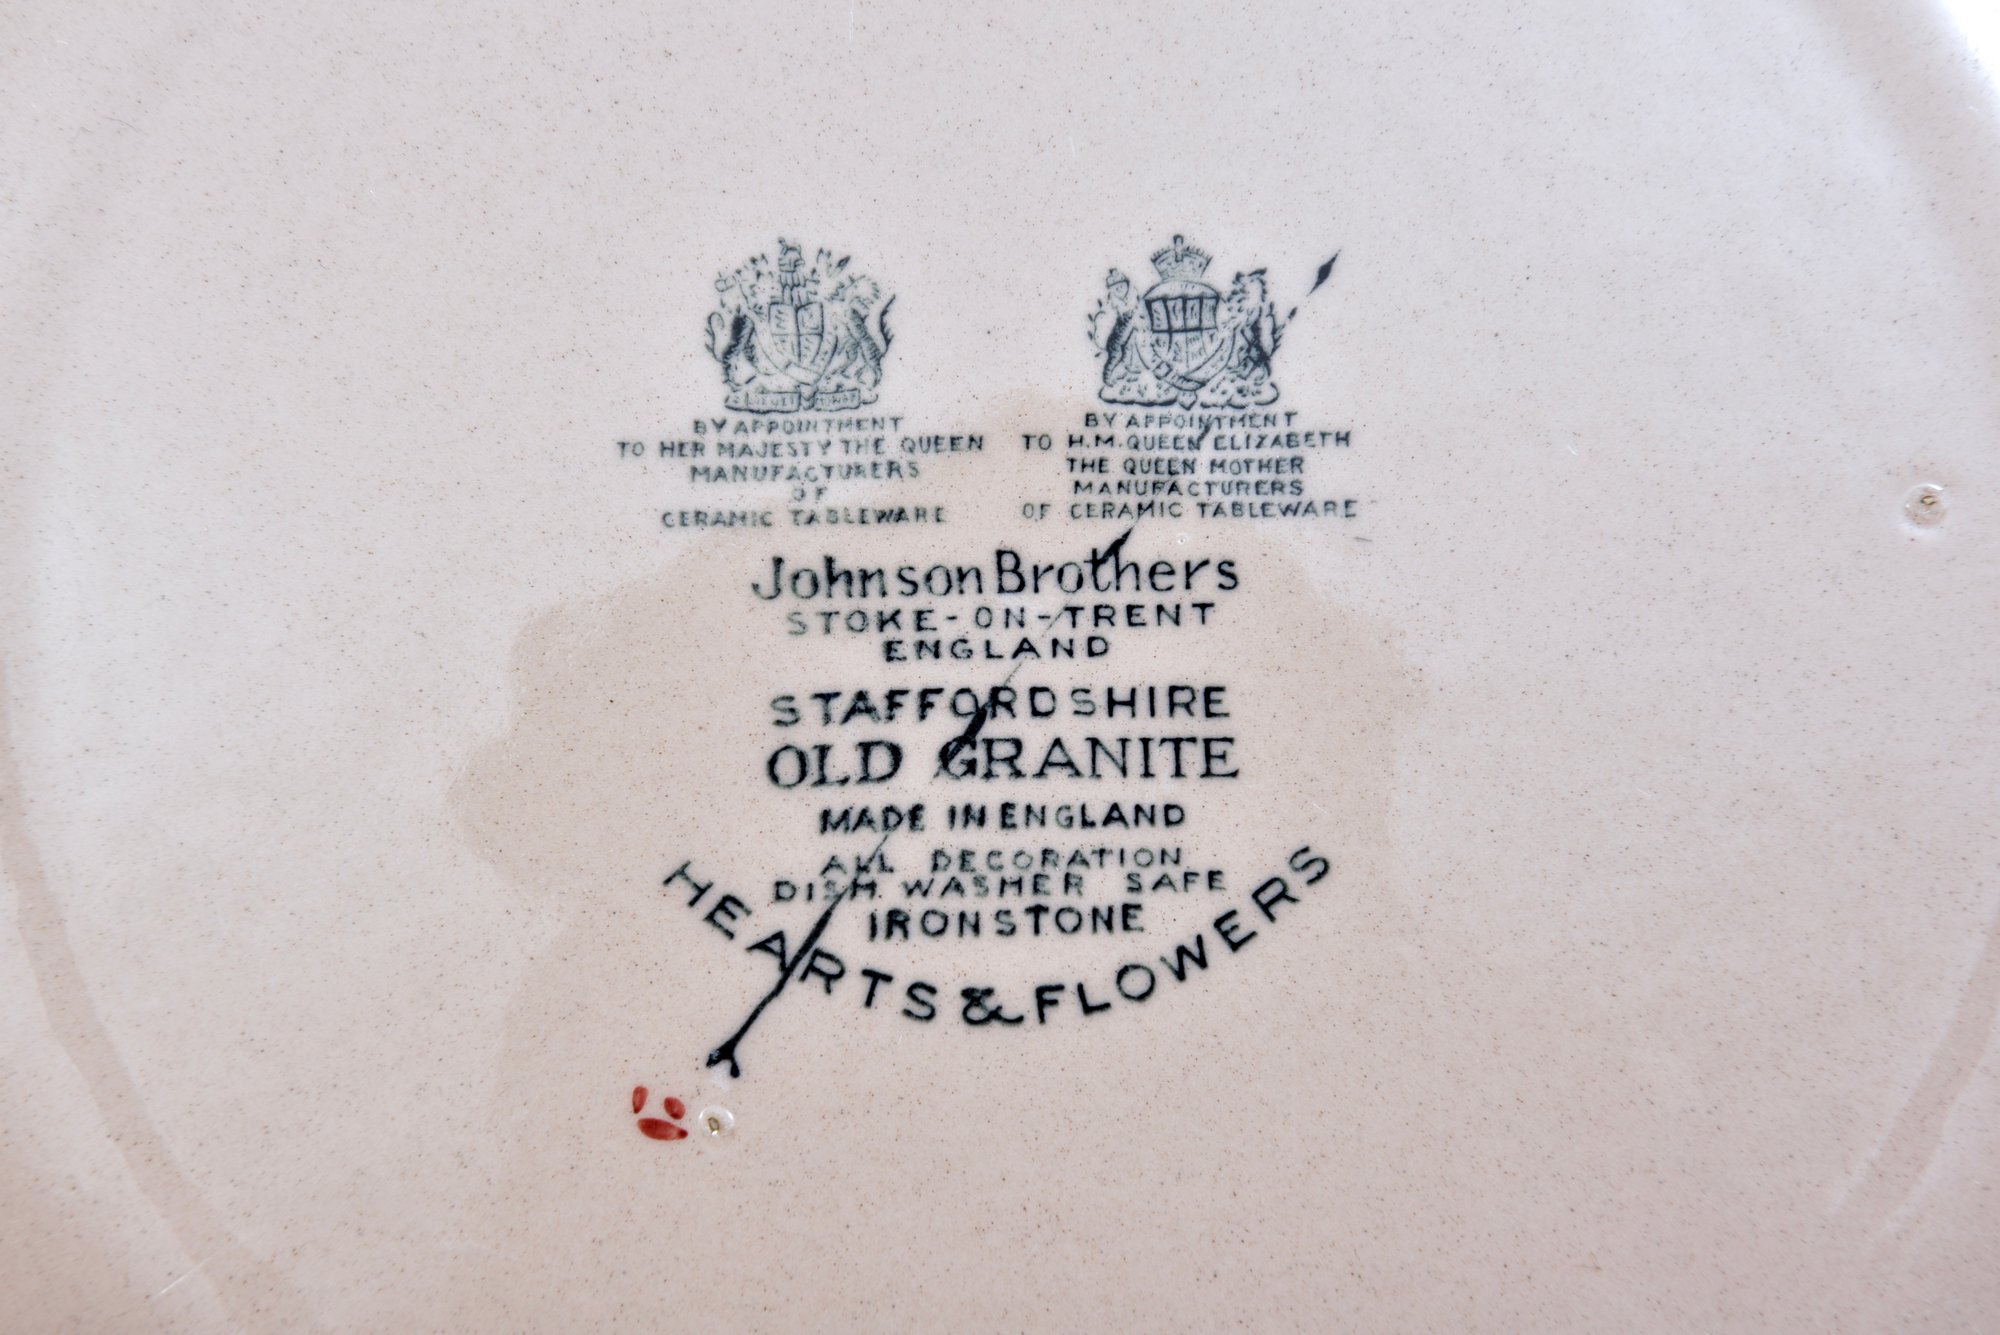 BY APPOINTMENT
TO HER MAJESTY THE QUEEN
MANUFACTURERS
OF
CERAMIC TABLEWARE
BY APPOINTMENT
TO H.M. QUEEN ELIZABETH
THE QUEEN MOTHER
MANUFACTURERS
OF CERAMIC TABLEWARE
Johnson Brothers
STOKE-ON-TRENT
ENGLAND
STAFFORDSHIRE
OLD GRANITE
MADE IN ENGLAND
ALL DECORATION
DISH. WASHER SAFE
IRONSTONE
HEARTS & FLOWERS